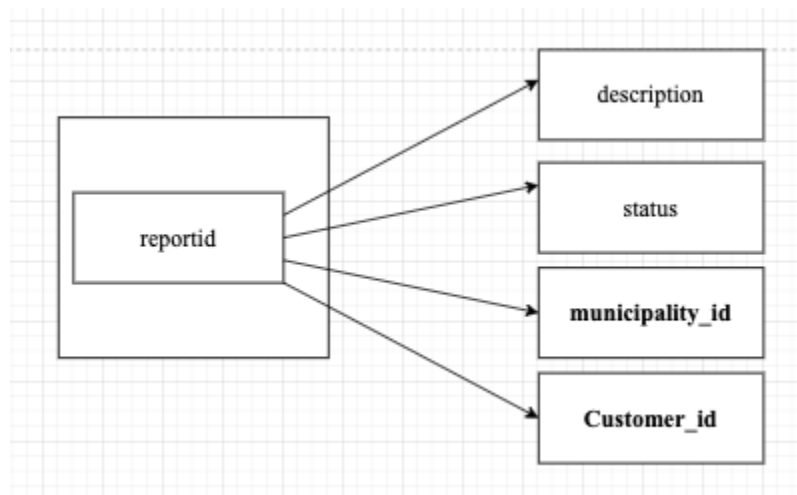 description
status
reportid
municipality_id
Customer_id